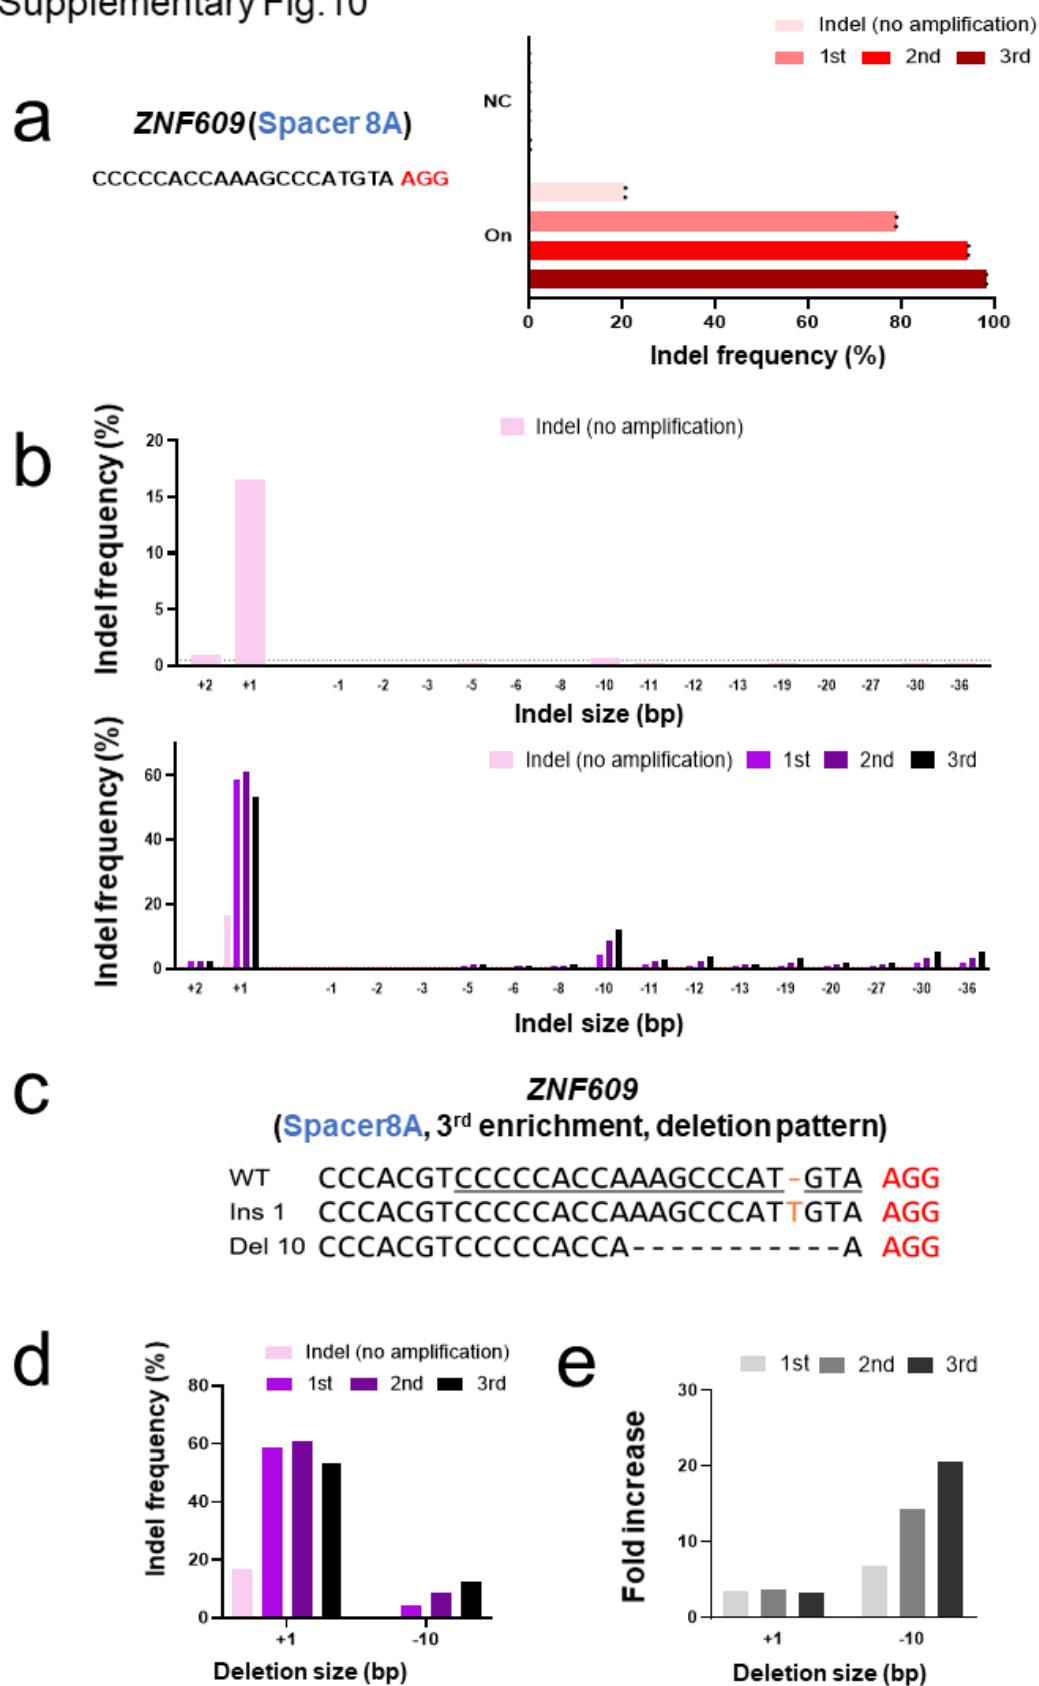 Supplementary Fig. 10
a
ZNF609 (Spacer 8A)
CCCCCACCAAAGCCCATGTA AGG
Indel (no amplification)
1st 2nd 3rd
NC
On
0 20 40 60 80 100
Indel frequency (%)
b
Indel frequency (%)
Indel (no amplification)
20
15
10
5
0
+2 +1 -1 -2 -3 -5 -6 -8 -10 -11 -12 -13 -19 -20 -27 -30 -36
Indel size (bp)
Indel frequency (%)
Indel (no amplification) 1st 2nd 3rd
60
40
20
0
+2 +1 -1 -2 -3 -5 -6 -8 -10 -11 -12 -13 -19 -20 -27 -30 -36
Indel size (bp)
c
ZNF609
(Spacer8A, 3rd enrichment, deletion pattern)
WT CCCACGTCCCCCACCAAAGCCCAT-GTA AGG
Ins 1 CCCACGTCCCCCACCAAAGCCCATTGTA AGG
Del 10 CCCACGTCCCCCACCA-----------A AGG
d
Indel frequency (%)
Indel (no amplification)
1st 2nd 3rd
80
60
40
20
0
+1 -10
Deletion size (bp)
e
Fold increase
1st 2nd 3rd
30
20
10
0
+1 -10
Deletion size (bp)